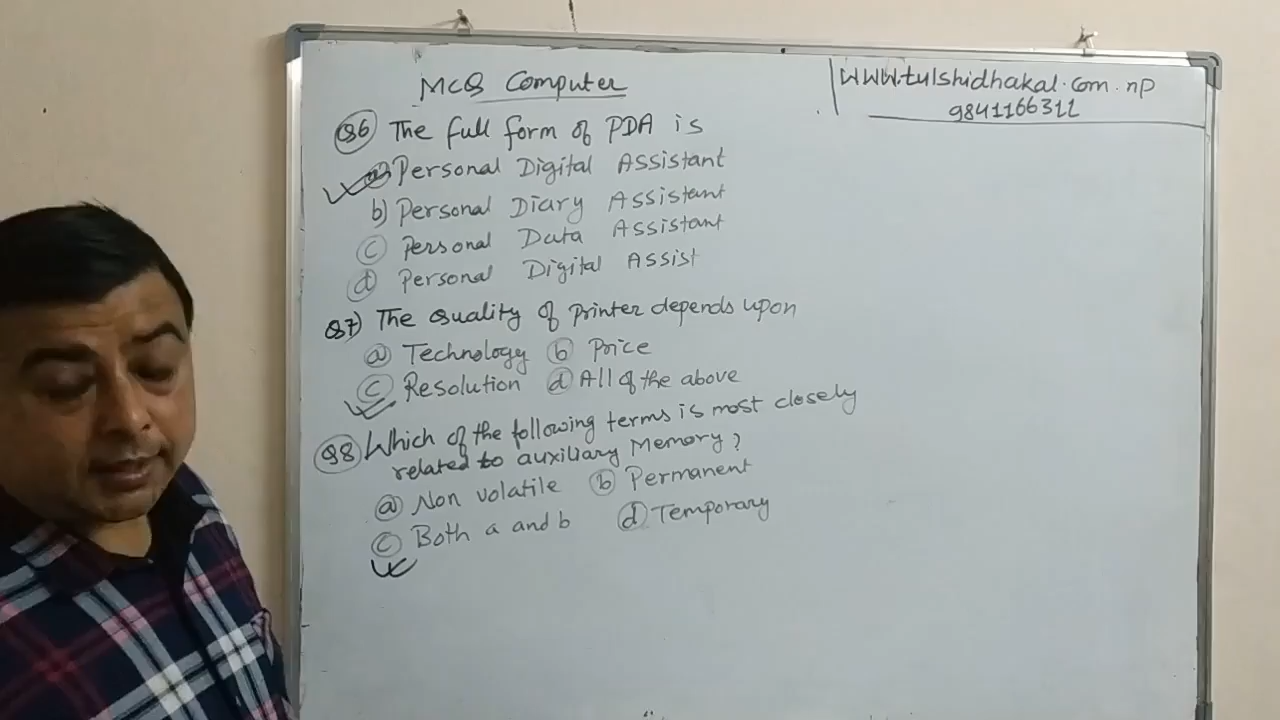 MCQ Computer
www.tulshidhakal.com.np
9841166311
Q6 The full form of PDA is
a) Personal Digital Assistant
b) Personal Diary Assistant
c) Personal Data Assistant
d) Personal Digital Assist
Q7) The Quality of Printer depends upon
a) Technology b) Price
c) Resolution d) All of the above
Q8 Which of the following terms is most closely
related to auxiliary Memory?
a) Non volatile b) Permanent
c) Both a and b d) Temporary